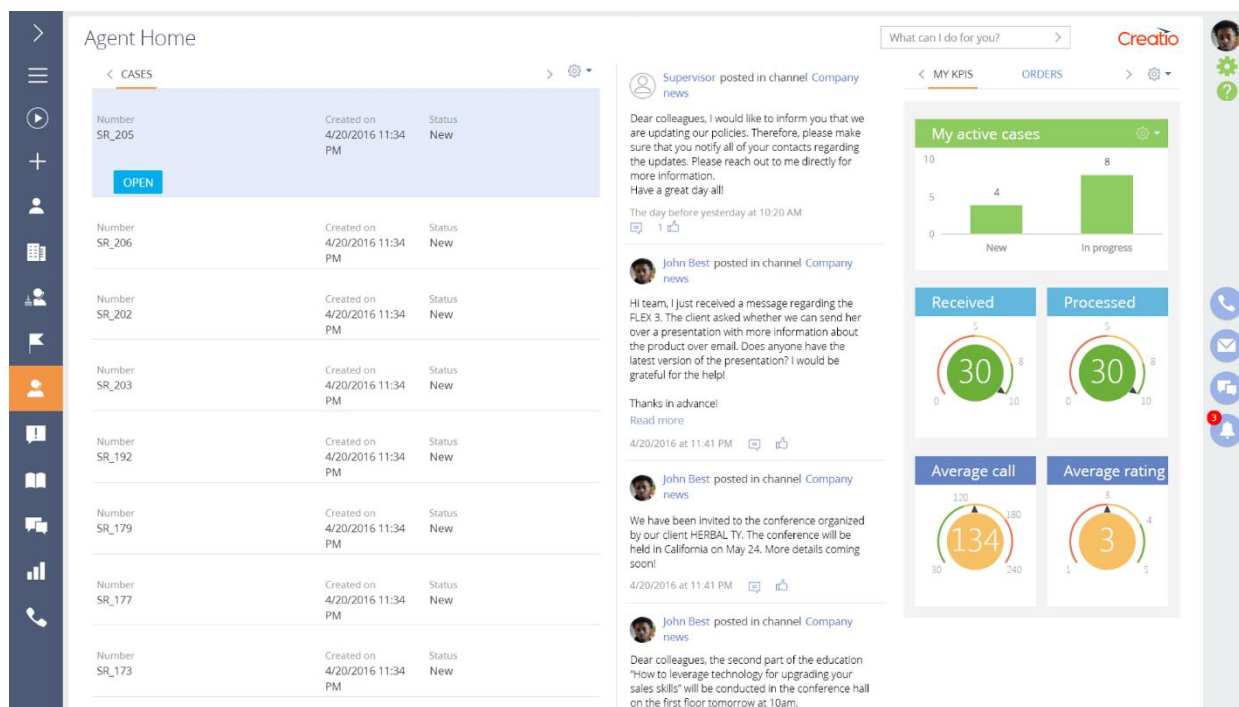 Agent Home
What can I do for you?
Creatio
CASES
Number
SR_205
Created on
4/20/2016 11:34
PM
Status
New
OPEN
Number
SR_206
Created on
4/20/2016 11:34
PM
Status
New
Number
SR_202
Created on
4/20/2016 11:34
PM
Status
New
Number
SR_203
Created on
4/20/2016 11:34
PM
Status
New
Number
SR_192
Created on
4/20/2016 11:34
PM
Status
New
Number
SR_179
Created on
4/20/2016 11:34
PM
Status
New
Number
SR_177
Created on
4/20/2016 11:34
PM
Status
New
Number
SR_173
Created on
4/20/2016 11:34
PM
Status
New
Supervisor posted in channel Company
news
Dear colleagues, I would like to inform you that we
are updating our policies. Therefore, please make
sure that you notify all of your contacts regarding
the updates. Please reach out to me directly for
more information.
Have a great day all!
The day before yesterday at 10:20 AM
1
John Best posted in channel Company
news
Hi team, I just received a message regarding the
FLEX 3. The client asked whether we can send her
over a presentation with more information about
the product over email. Does anyone have the
latest version of the presentation? I would be
grateful for the help!
Thanks in advance!
Read more
4/20/2016 at 11:41 PM
John Best posted in channel Company
news
We have been invited to the conference organized
by our client HERBAL TY. The conference will be
held in California on May 24. More details coming
soon!
4/20/2016 at 11:41 PM
John Best posted in channel Company
news
Dear colleagues, the second part of the education
"How to leverage technology for upgrading your
sales skills" will be conducted in the conference hall
on the first floor tomorrow at 10am.
MY KPIS
ORDERS
My active cases
10
5
0
4
8
New
In progress
Received
5
8
30
0
10
Processed
5
8
30
0
10
Average call
120
180
134
30
240
Average rating
3
4
3
1
5
3